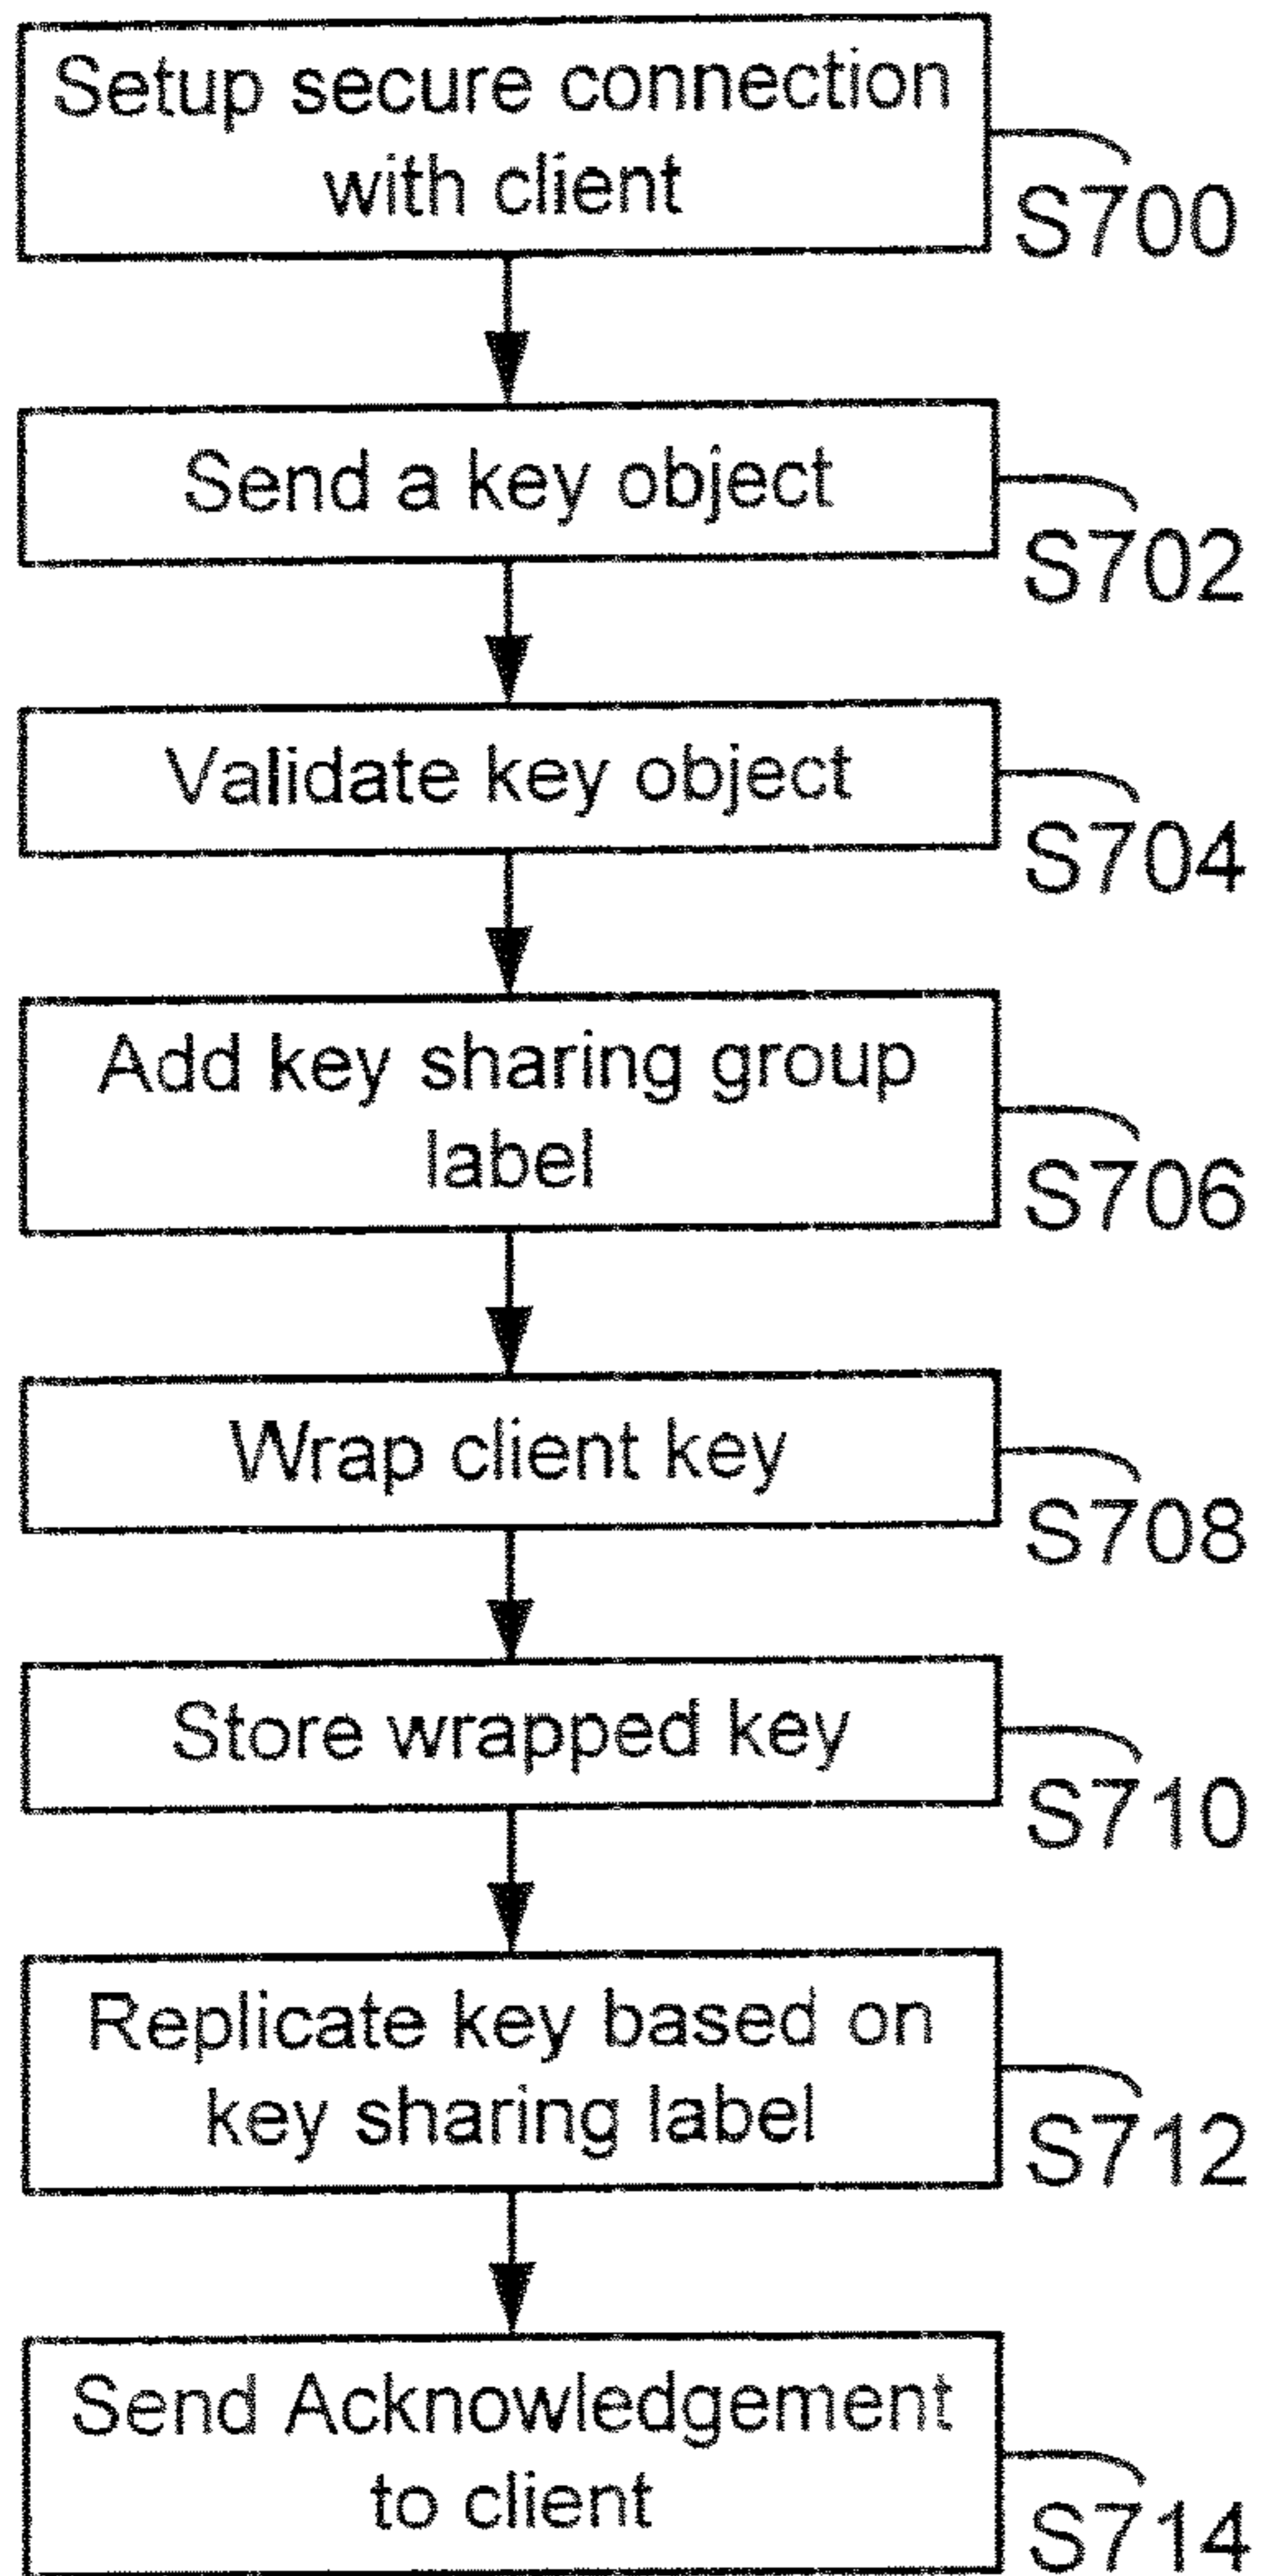 Setup secure connection
with client
S700
Send a key object
S702
Validate key object
S704
Add key sharing group
label
S706
Wrap client key
S708
Store wrapped key
S710
Replicate key based on
key sharing label
S712
Send Acknowledgement
to client
S714